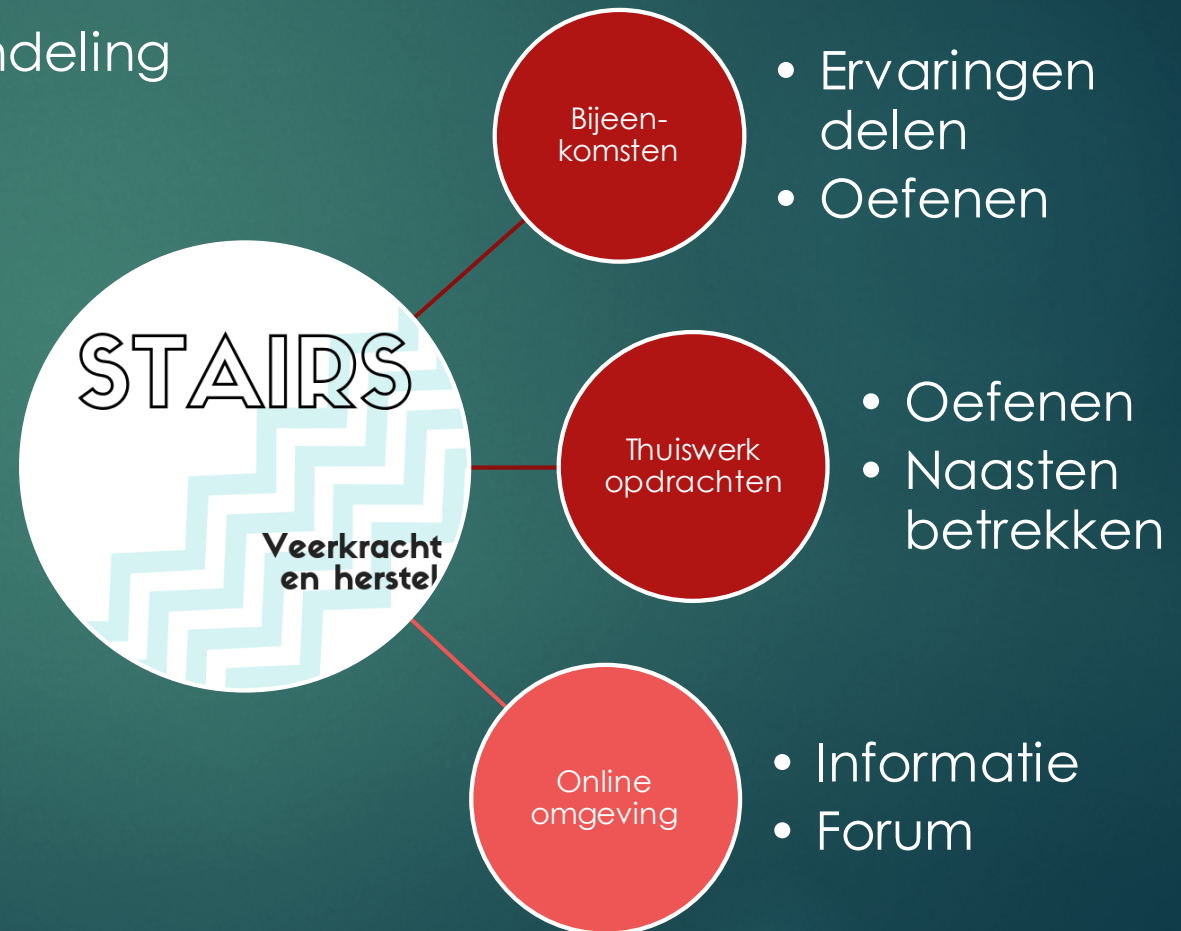 ndeling
Bijeen-
komsten
• Ervaringen
delen
• Oefenen
STAIRS
Veerkracht
en herstel
Thuiswerk
opdrachten
• Oefenen
• Naasten
betrekken
Online
omgeving
• Informatie
• Forum